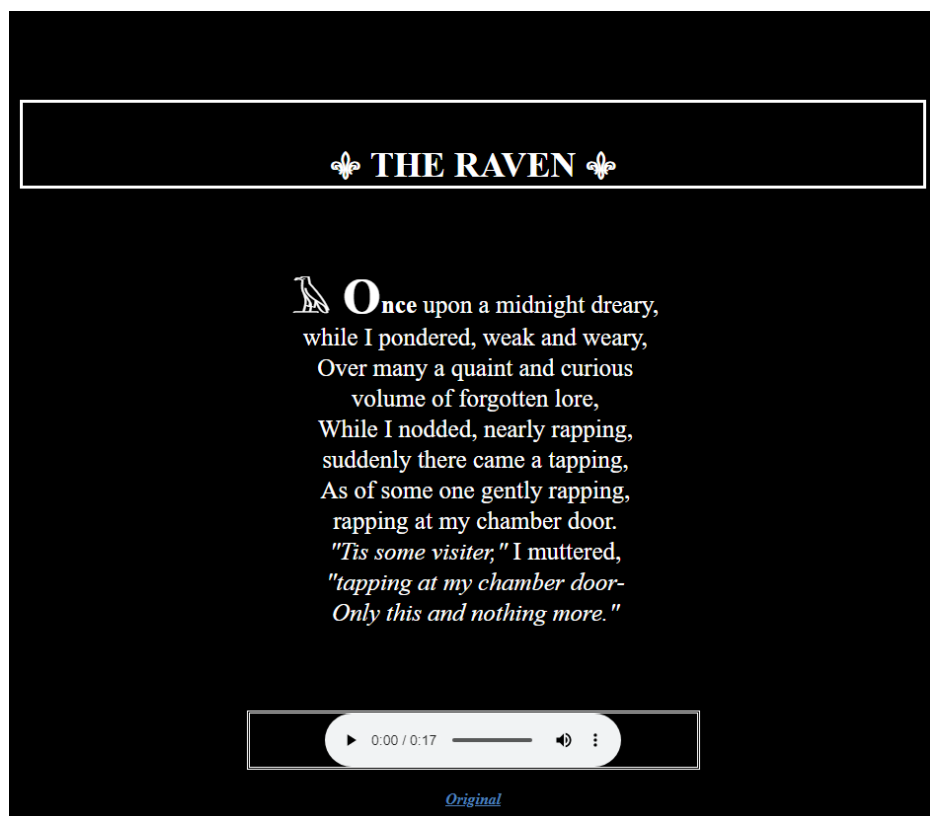 ⚜ THE RAVEN ⚜
𓅃 Once upon a midnight dreary,
while I pondered, weak and weary,
Over many a quaint and curious
volume of forgotten lore,
While I nodded, nearly rapping,
suddenly there came a tapping,
As of some one gently rapping,
rapping at my chamber door.
"Tis some visiter," I muttered,
"tapping at my chamber door-
Only this and nothing more."
0:00 / 0:17
Original